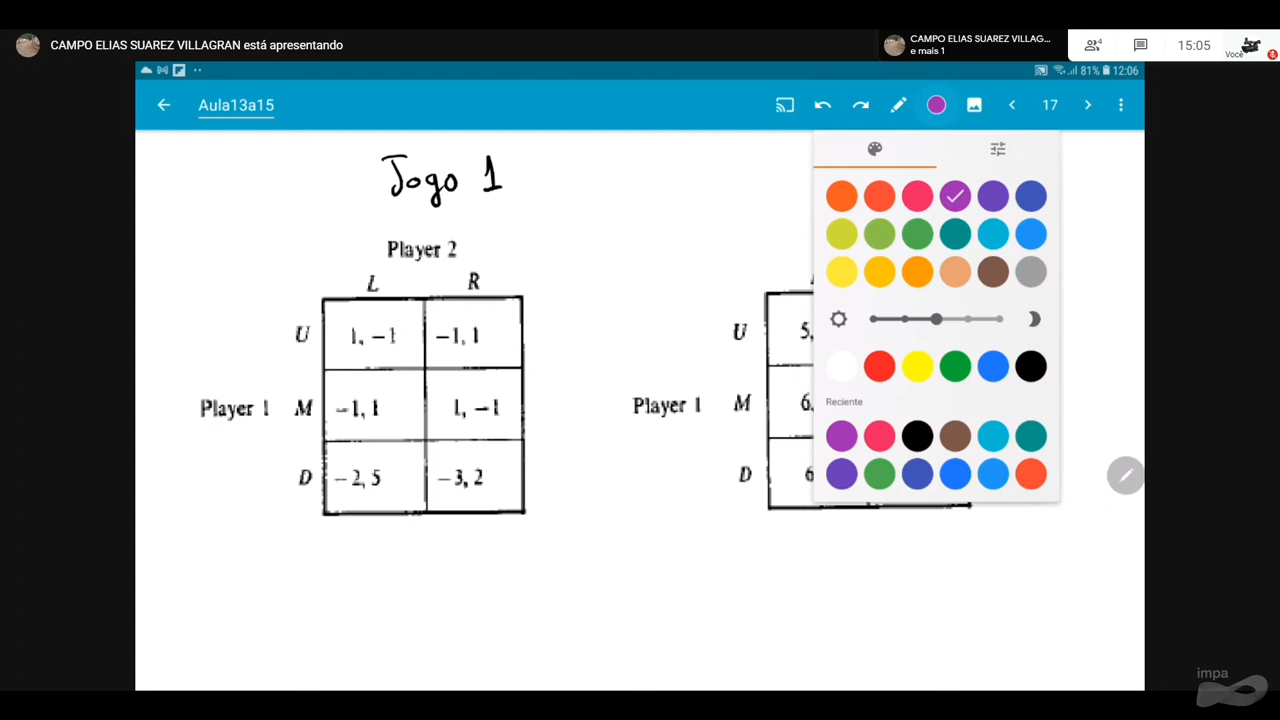 CAMPO ELIAS SUAREZ VILLAGRAN está apresentando
CAMPO ELIAS SUAREZ VILLAG...
e mais 1
4
15:05
Você
81% 12:06
Aula13a15
17
Jogo 1
Player 2
L R
U 1, −1 −1, 1
Player 1 M −1, 1 1, −1
D −2, 5 −3, 2
U 5,
Player 1 M 6,
D 6
Reciente
impa